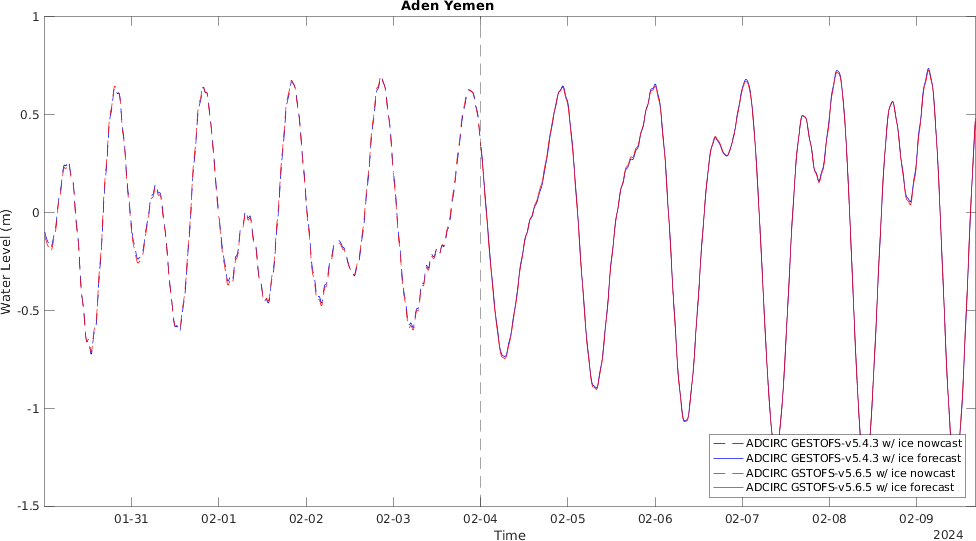 Aden Yemen
1
0.5
0
-0.5
-1
-1.5
Water Level (m)
01-31
02-01
02-02
02-03
02-04
02-05
02-06
02-07
02-08
02-09
Time
2024
ADCIRC GESTOFS-v5.4.3 w/ ice nowcast
ADCIRC GESTOFS-v5.4.3 w/ ice forecast
ADCIRC GSTOFS-v5.6.5 w/ ice nowcast
ADCIRC GSTOFS-v5.6.5 w/ ice forecast